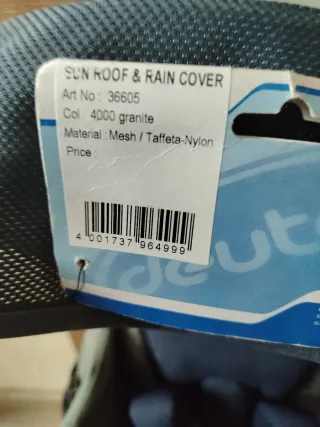 SUN ROOF & RAIN COVER
Art No : 36605
Col : 4000 granite
Material : Mesh / Taffeta-Nylon
Price :
4 001737 964999
deute